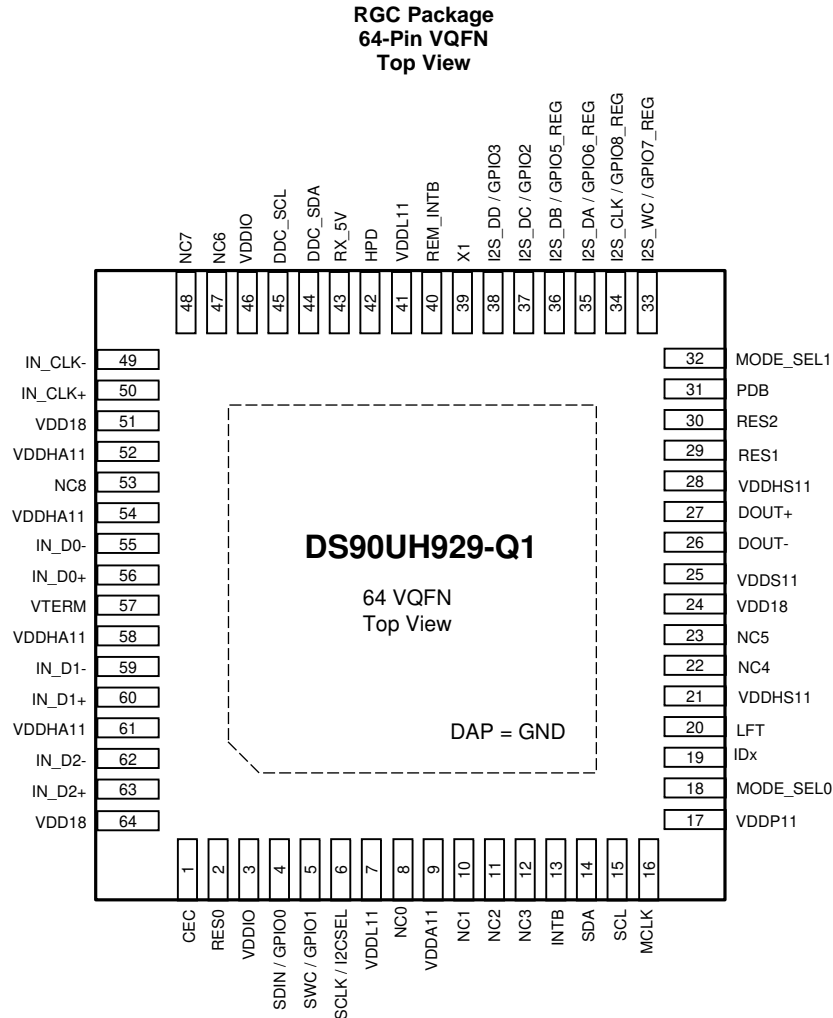 RGC Package
64-Pin VQFN
Top View
NC7
NC6
VDDIO
DDC_SCL
DDC_SDA
RX_5V
HPD
VDDL11
REM_INTB
X1
I2S_DD / GPIO3
I2S_DC / GPIO2
I2S_DB / GPIO5_REG
I2S_DA / GPIO6_REG
I2S_CLK / GPIO8_REG
I2S_WC / GPIO7_REG
48 47 46 45 44 43 42 41 40 39 38 37 36 35 34 33
IN_CLK- 49
IN_CLK+ 50
VDD18 51
VDDHA11 52
NC8 53
VDDHA11 54
IN_D0- 55
IN_D0+ 56
VTERM 57
VDDHA11 58
IN_D1- 59
IN_D1+ 60
VDDHA11 61
IN_D2- 62
IN_D2+ 63
VDD18 64
DS90UH929-Q1
64 VQFN
Top View
DAP = GND
32 MODE_SEL1
31 PDB
30 RES2
29 RES1
28 VDDHS11
27 DOUT+
26 DOUT-
25 VDDS11
24 VDD18
23 NC5
22 NC4
21 VDDHS11
20 LFT
19 IDx
18 MODE_SEL0
17 VDDP11
1 2 3 4 5 6 7 8 9 10 11 12 13 14 15 16
CEC
RES0
VDDIO
SDIN / GPIO0
SWC / GPIO1
SCLK / I2CSEL
VDDL11
NC0
VDDA11
NC1
NC2
NC3
INTB
SDA
SCL
MCLK